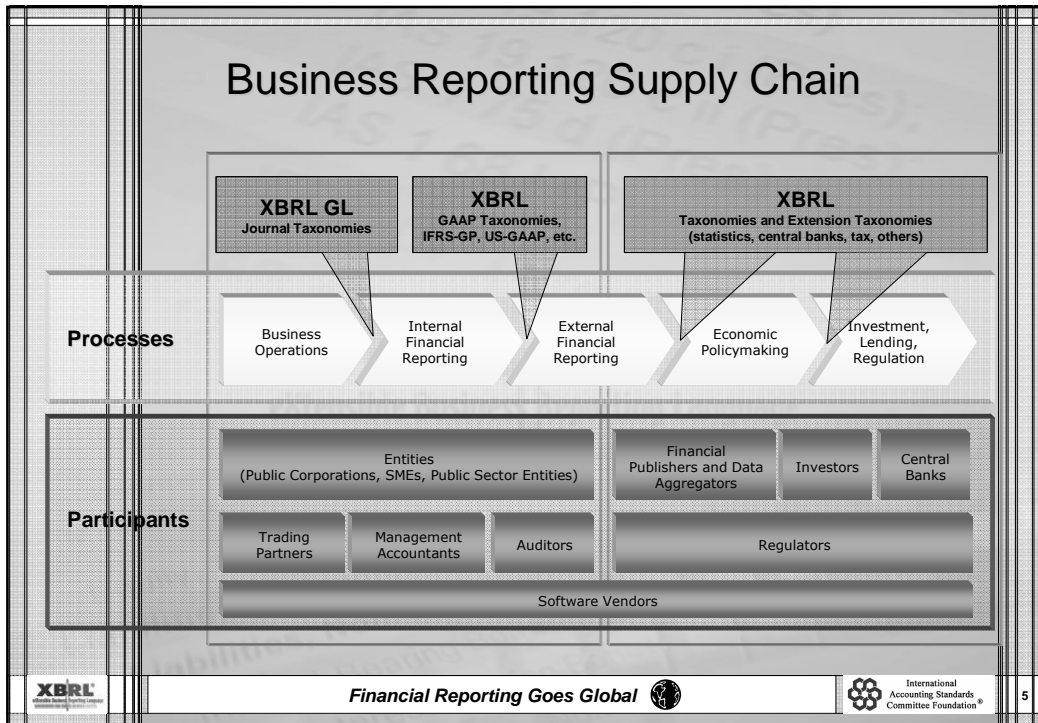 Business Reporting Supply Chain
XBRL GL
Journal Taxonomies
XBRL
GAAP Taxonomies,
IFRS-GP, US-GAAP, etc.
XBRL
Taxonomies and Extension Taxonomies
(statistics, central banks, tax, others)
Processes
Business
Operations
Internal
Financial
Reporting
External
Financial
Reporting
Economic
Policymaking
Investment,
Lending,
Regulation
Participants
Entities
(Public Corporations, SMEs, Public Sector Entities)
Financial
Publishers and Data
Aggregators
Investors
Central
Banks
Trading
Partners
Management
Accountants
Auditors
Regulators
Software Vendors
XBRL
Financial Reporting Goes Global
International
Accounting Standards
Committee Foundation®
5